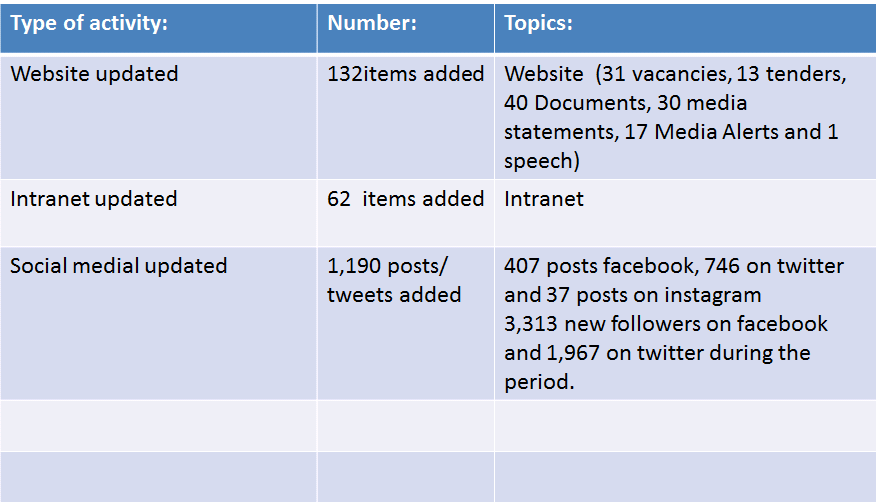 Type of activity:
Number:
Topics:
Website updated
132items added
Website  (31 vacancies, 13 tenders,
40 Documents, 30 media
statements, 17 Media Alerts and 1
speech)
Intranet updated
62  items added
Intranet
Social medial updated
1,190 posts/
tweets added
407 posts facebook, 746 on twitter
and 37 posts on instagram
3,313 new followers on facebook
and 1,967 on twitter during the
period.